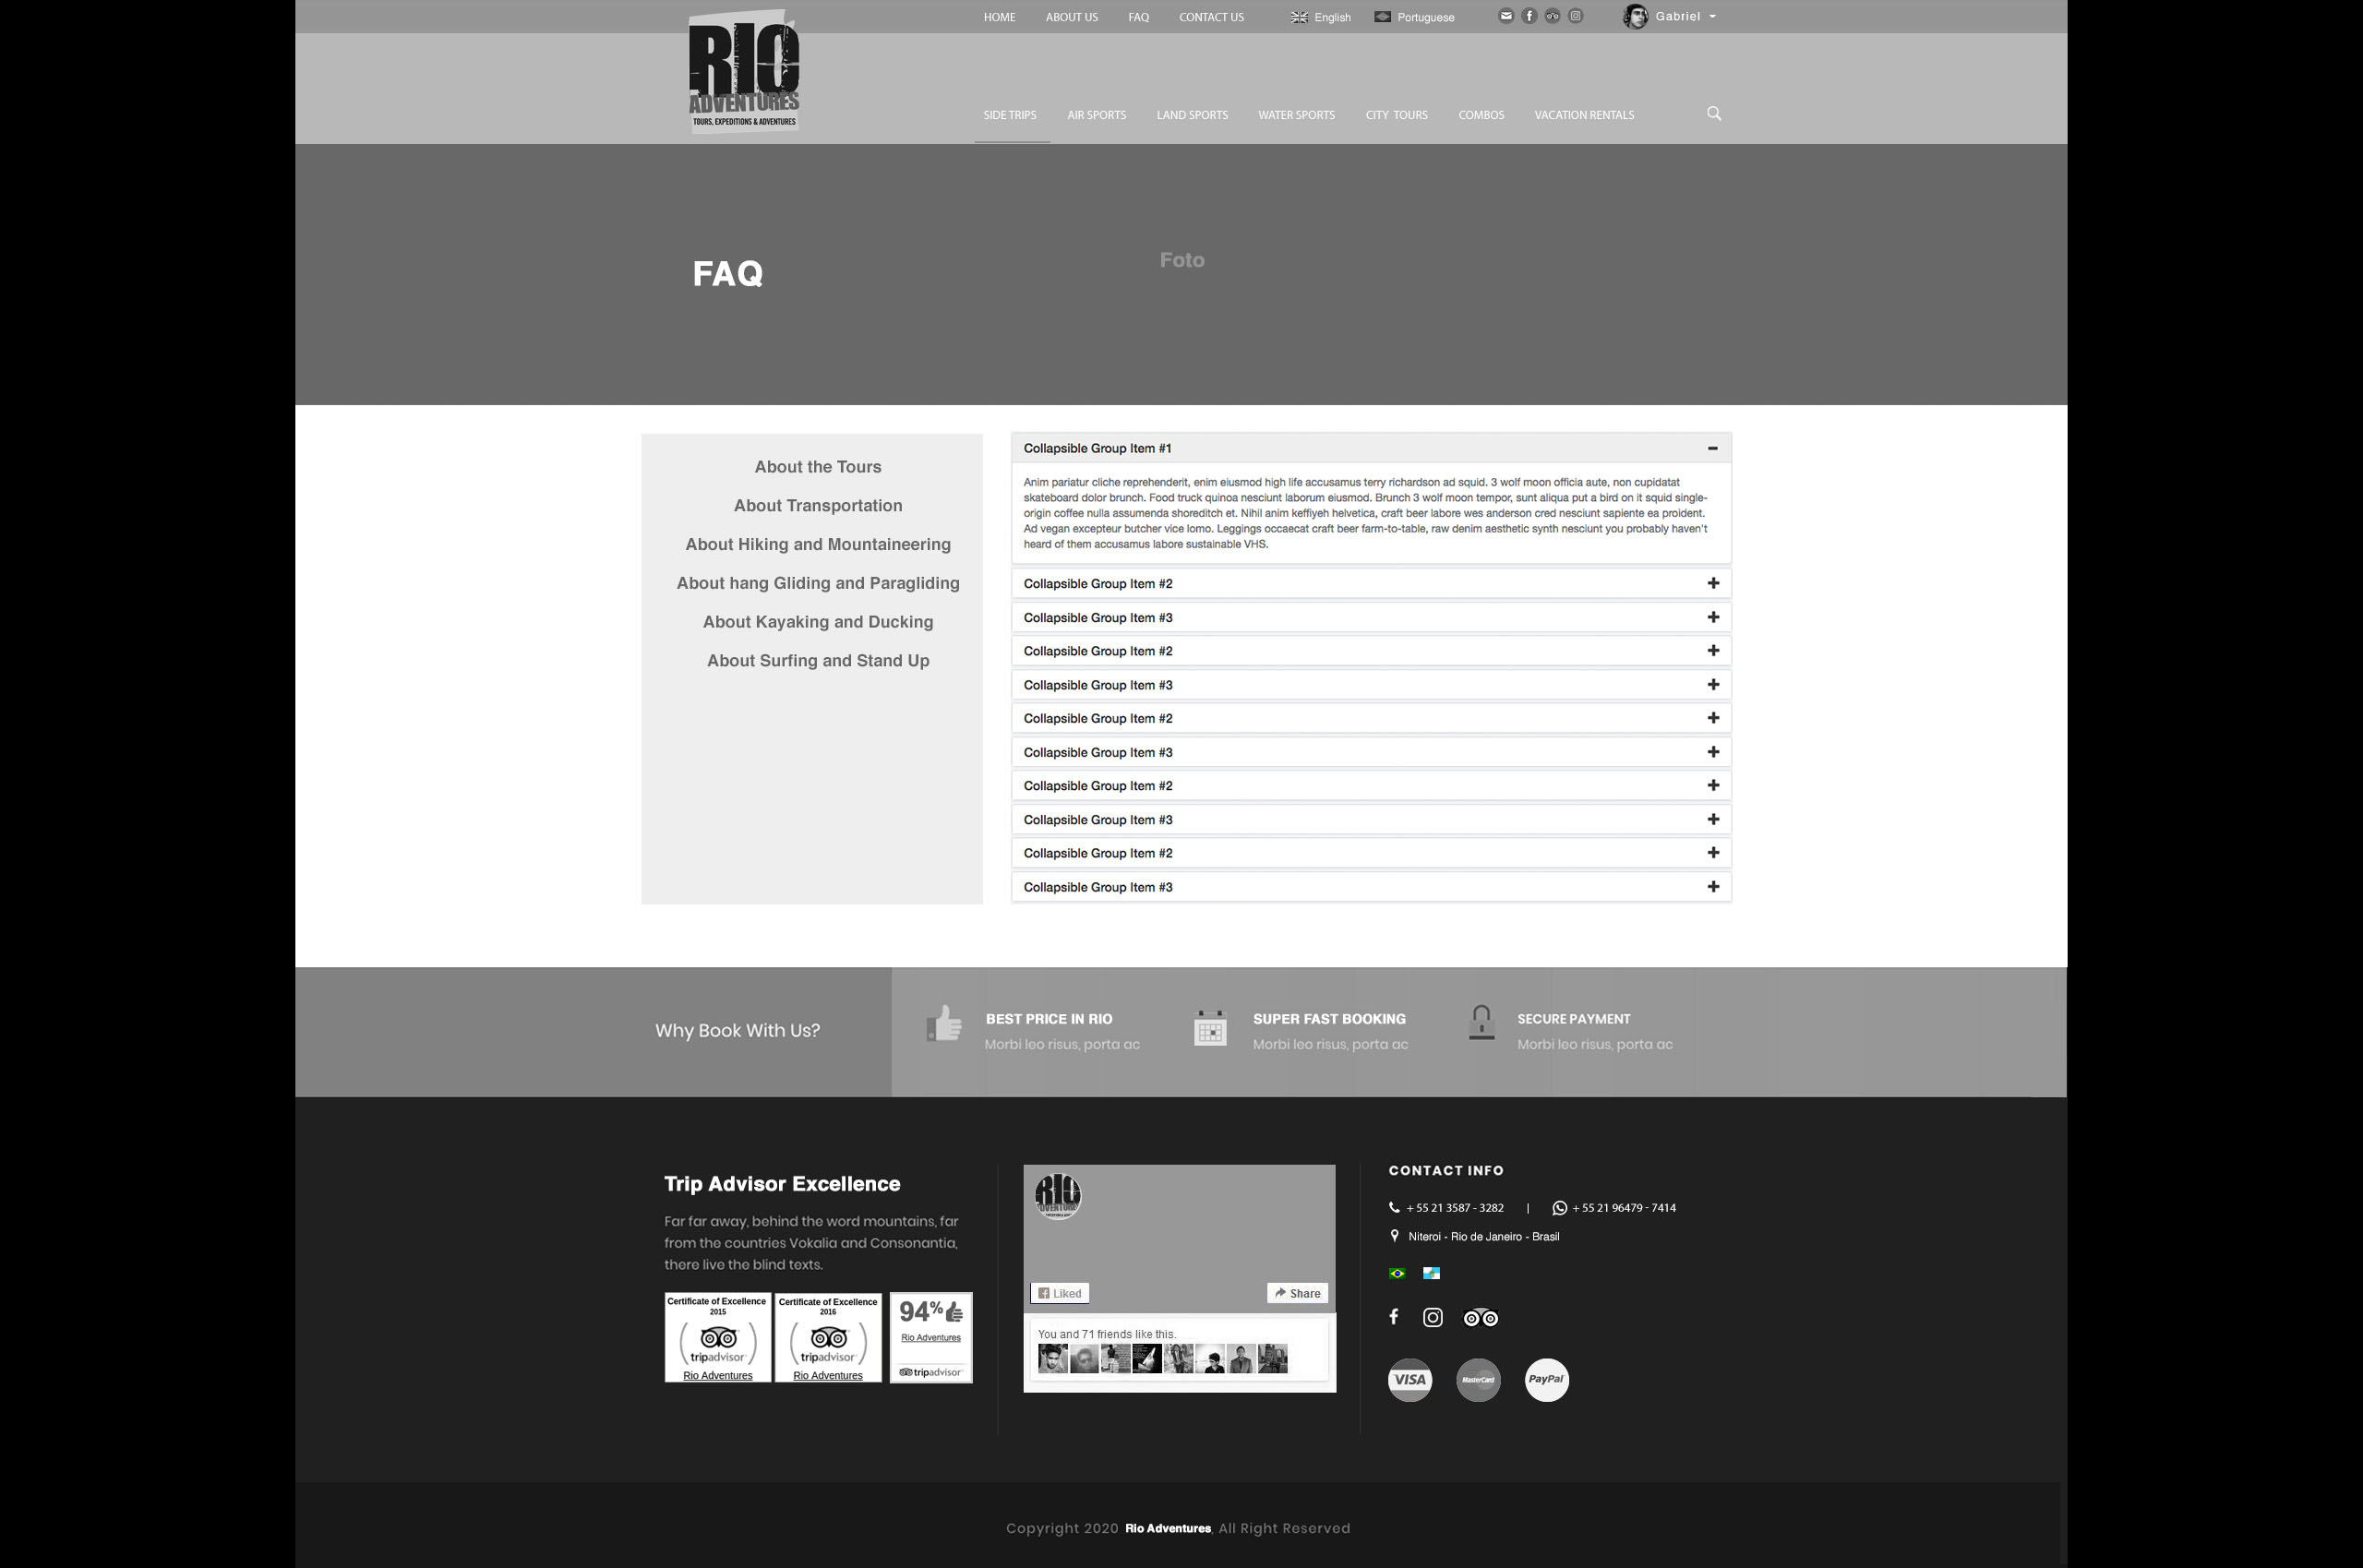 HOME ABOUT US FAQ CONTACT US English Portuguese Gabriel
RIO
ADVENTURES
TOURS, EXPEDITIONS & ADVENTURES
SIDE TRIPS AIR SPORTS LAND SPORTS WATER SPORTS CITY TOURS COMBOS VACATION RENTALS
FAQ
Foto
About the Tours
About Transportation
About Hiking and Mountaineering
About hang Gliding and Paragliding
About Kayaking and Ducking
About Surfing and Stand Up
Collapsible Group Item #1
Anim pariatur cliche reprehenderit, enim eiusmod high life accusamus terry richardson ad squid. 3 wolf moon officia aute, non cupidatat
skateboard dolor brunch. Food truck quinoa nesciunt laborum eiusmod. Brunch 3 wolf moon tempor, sunt aliqua put a bird on it squid single-
origin coffee nulla assumenda shoreditch et. Nihil anim keffiyeh helvetica, craft beer labore wes anderson cred nesciunt sapiente ea proident.
Ad vegan excepteur butcher vice lomo. Leggings occaecat craft beer farm-to-table, raw denim aesthetic synth nesciunt you probably haven't
heard of them accusamus labore sustainable VHS.
Collapsible Group Item #2
Collapsible Group Item #3
Collapsible Group Item #2
Collapsible Group Item #3
Collapsible Group Item #2
Collapsible Group Item #3
Collapsible Group Item #2
Collapsible Group Item #3
Collapsible Group Item #2
Collapsible Group Item #3
Why Book With Us?
BEST PRICE IN RIO
Morbi leo risus, porta ac
SUPER FAST BOOKING
Morbi leo risus, porta ac
SECURE PAYMENT
Morbi leo risus, porta ac
Trip Advisor Excellence
Far far away, behind the word mountains, far
from the countries Vokalia and Consonantia,
there live the blind texts.
Certificate of Excellence
2015
tripadvisor
Rio Adventures
Certificate of Excellence
2016
tripadvisor
Rio Adventures
94%
Rio Adventures
tripadvisor
RIO
ADVENTURES
Liked
Share
You and 71 friends like this.
CONTACT INFO
+ 55 21 3587 - 3282 | + 55 21 96479 - 7414
Niteroi - Rio de Janeiro - Brasil
VISA MasterCard PayPal
Copyright 2020 Rio Adventures, All Right Reserved